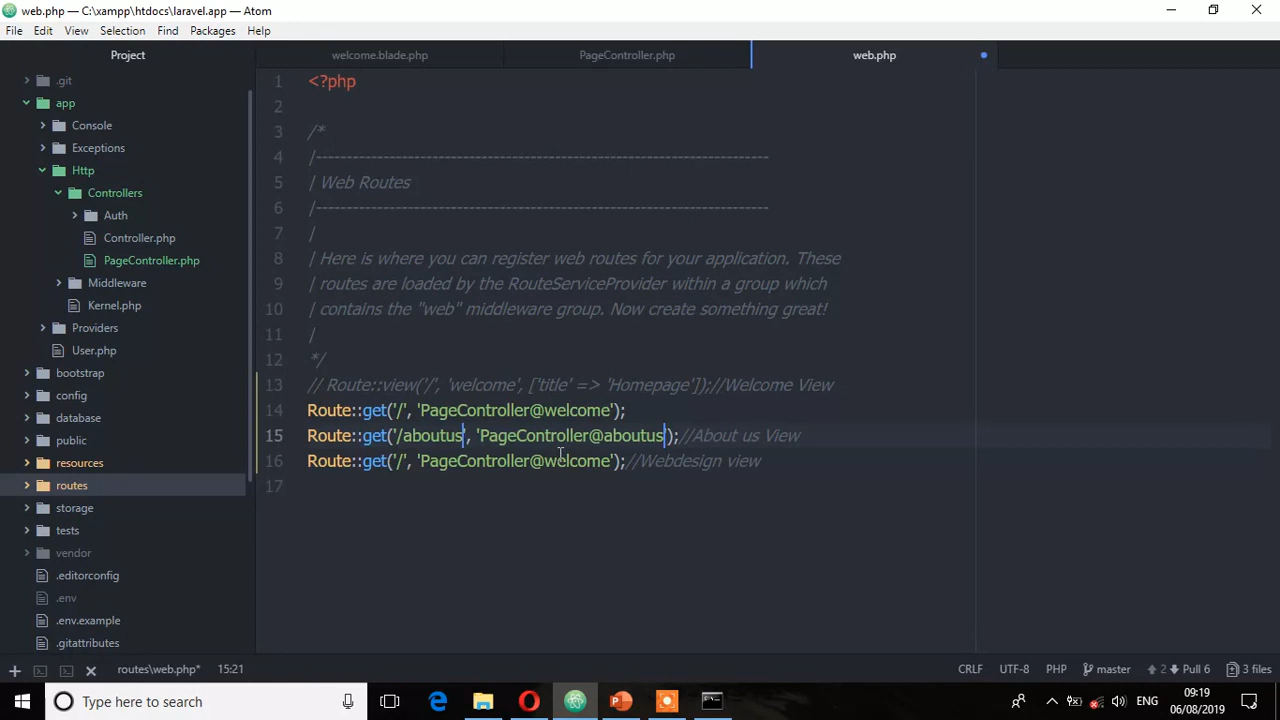 web.php — C:\xampp\htdocs\laravel.app — Atom
File Edit View Selection Find Packages Help
Project
welcome.blade.php
PageController.php
web.php
.git
app
Console
Exceptions
Http
Controllers
Auth
Controller.php
PageController.php
Middleware
Kernel.php
Providers
User.php
bootstrap
config
database
public
resources
routes
storage
tests
vendor
.editorconfig
.env
.env.example
.gitattributes
1 <?php
2
3 /*
4 |--------------------------------------------------------------------------
5 | Web Routes
6 |--------------------------------------------------------------------------
7 |
8 | Here is where you can register web routes for your application. These
9 | routes are loaded by the RouteServiceProvider within a group which
10 | contains the "web" middleware group. Now create something great!
11 |
12 */
13 // Route::view('/', 'welcome', ['title' => 'Homepage']);//Welcome View
14 Route::get('/', 'PageController@welcome');
15 Route::get('/aboutus', 'PageController@aboutus');//About us View
16 Route::get('/', 'PageController@welcome');//Webdesign view
17
routes\web.php* 15:21
CRLF UTF-8 PHP master 2 Pull 6 3 files
Type here to search
ENG
09:19
06/08/2019